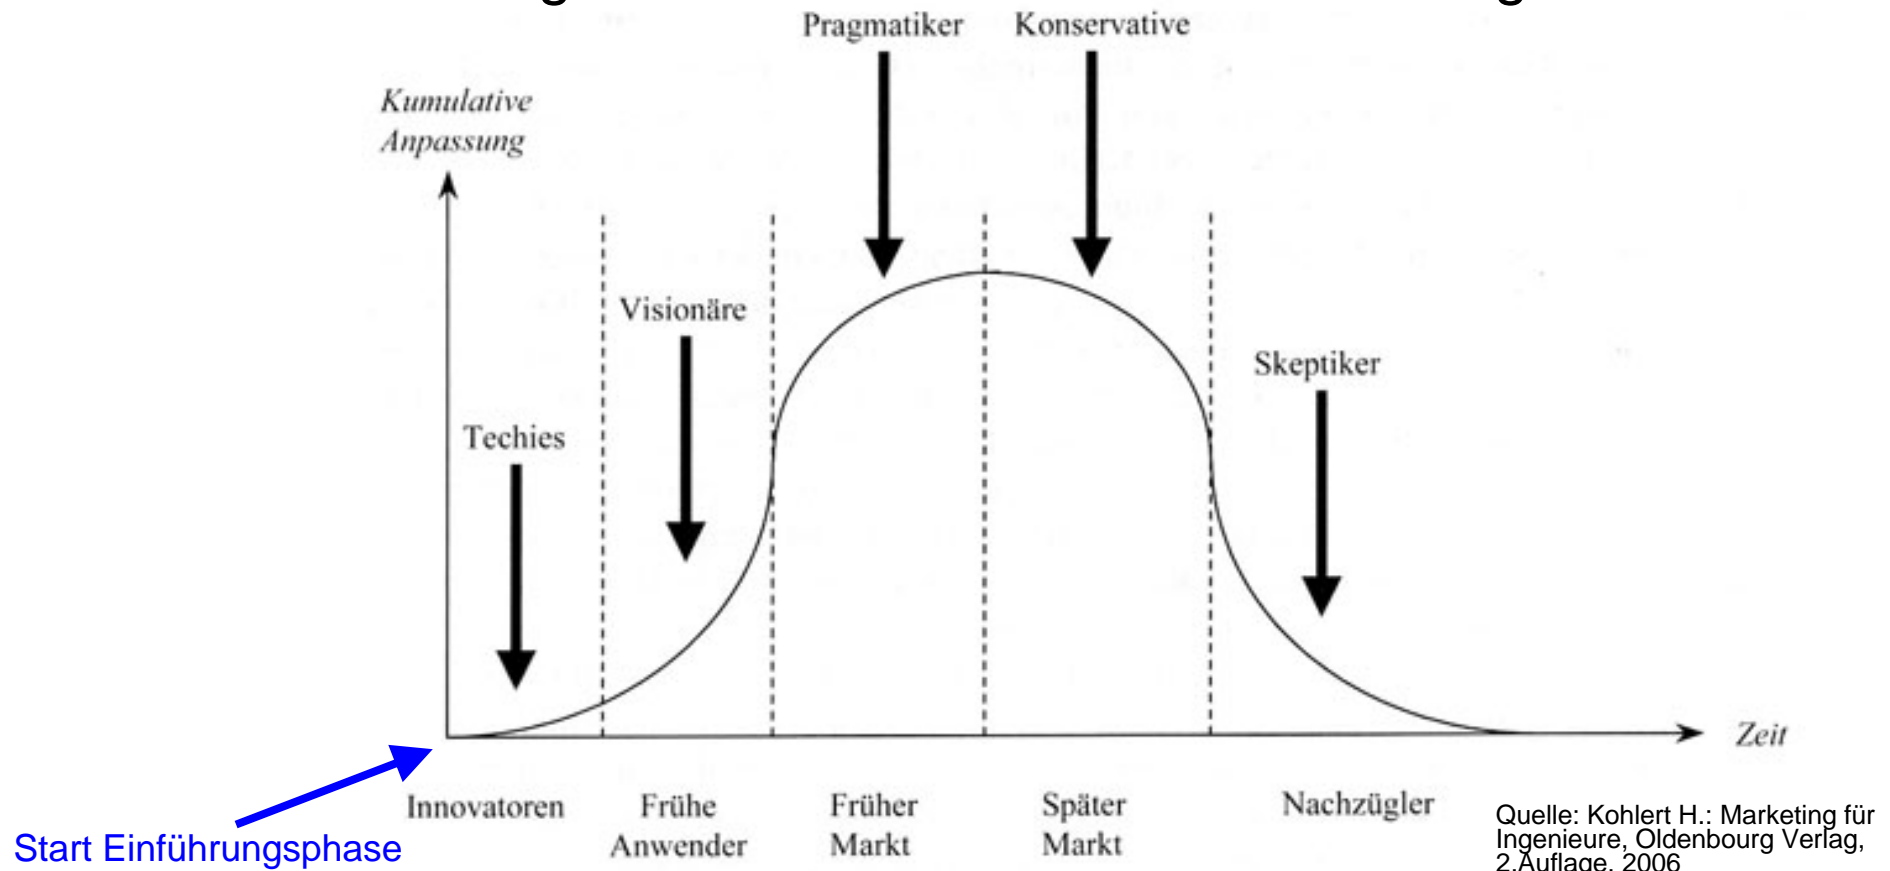 Pragmatiker
Konservative
Kumulative
Anpassung
Visionäre
Skeptiker
Techies
Zeit
Innovatoren
Frühe
Anwender
Früher
Markt
Später
Markt
Nachzügler
Start Einführungsphase
Quelle: Kohlert H.: Marketing für
Ingenieure, Oldenbourg Verlag,
2.Auflage, 2006